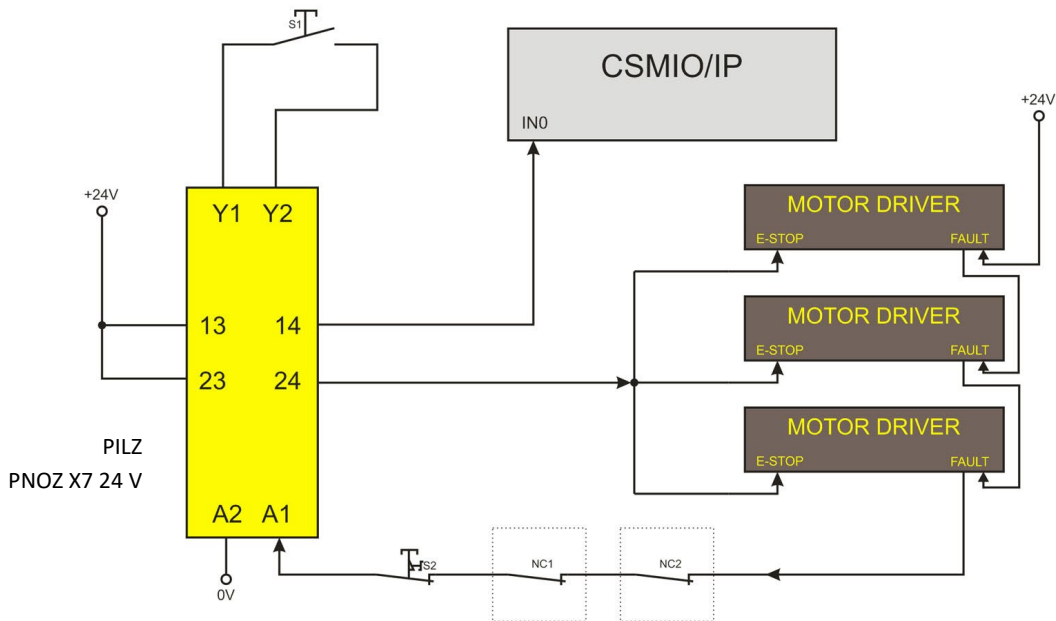 S1
CSMIO/IP
IN0
+24V
+24V
Y1 Y2
MOTOR DRIVER
E-STOP FAULT
13 14
MOTOR DRIVER
E-STOP FAULT
23 24
MOTOR DRIVER
E-STOP FAULT
PILZ
PNOZ X7 24 V
A2 A1
S2
NC1
NC2
0V